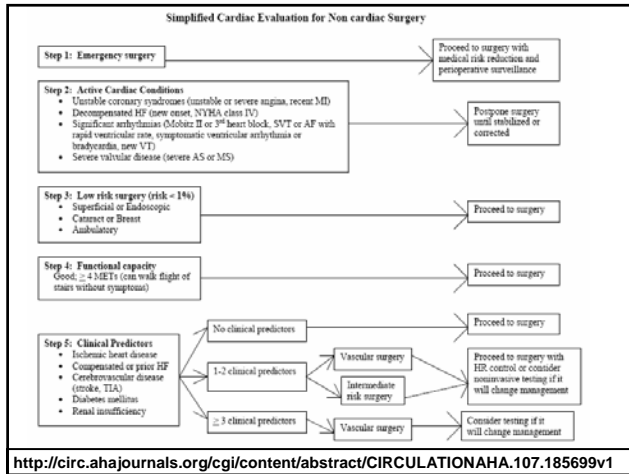 Simplified Cardiac Evaluation for Non cardiac Surgery
Step 1: Emergency surgery
Proceed to surgery with
medical risk reduction and
perioperative surveillance
Step 2: Active Cardiac Conditions
• Unstable coronary syndromes (unstable or severe angina, recent MI)
• Decompensated HF (new onset, NYHA class IV)
• Significant arrhythmias (Mobitz II or 3rd heart block, SVT or AF with
rapid ventricular rate, symptomatic ventricular arrhythmia or
bradycardia, new VT)
• Severe valvular disease (severe AS or MS)
Postpone surgery
until stabilized or
corrected
Step 3: Low risk surgery (risk < 1%)
• Superficial or Endoscopic
• Cataract or Breast
• Ambulatory
Proceed to surgery
Step 4: Functional capacity
Good; ≥ 4 METs (can walk flight of
stairs without symptoms)
Proceed to surgery
Step 5: Clinical Predictors
• Ischemic heart disease
• Compensated or prior HF
• Cerebrovascular disease
(stroke, TIA)
• Diabetes mellitus
• Renal insufficiency
No clinical predictors
Proceed to surgery
1-2 clinical predictors
Vascular surgery
Intermediate
risk surgery
Proceed to surgery with
HR control or consider
noninvasive testing if it
will change management
≥ 3 clinical predictors
Vascular surgery
Consider testing if it
will change management
http://circ.ahajournals.org/cgi/content/abstract/CIRCULATIONAHA.107.185699v1